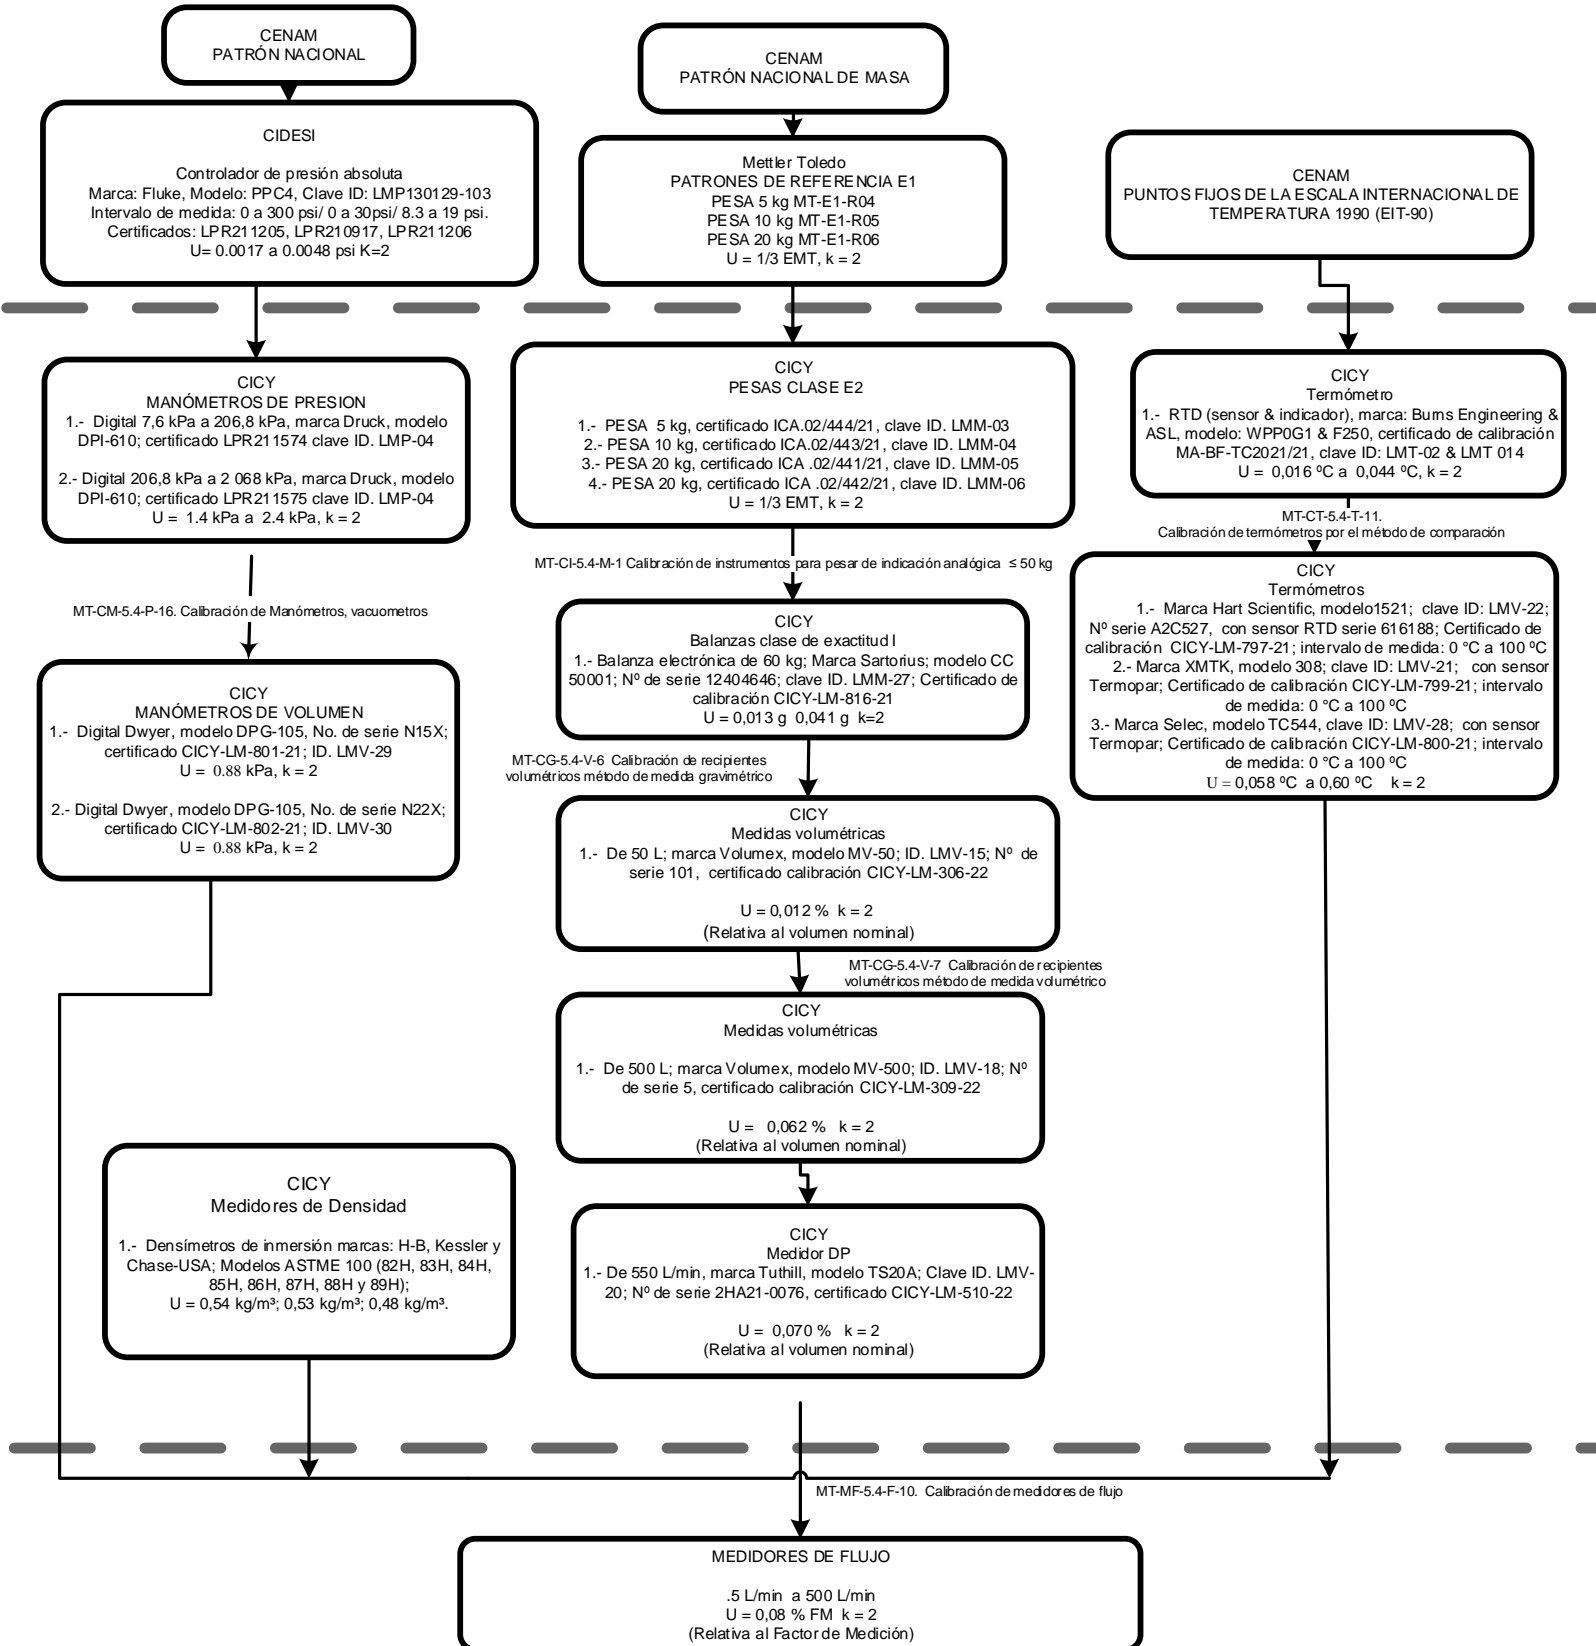 CENAM
PATRÓN NACIONAL
CIDESI
Controlador de presión absoluta
Marca: Fluke, Modelo: PPC4, Clave ID: LMP130129-103
Intervalo de medida: 0 a 300 psi/ 0 a 30psi/ 8.3 a 19 psi.
Certificados: LPR211205, LPR210917, LPR211206
U= 0.0017 a 0.0048 psi K=2
CENAM
PATRÓN NACIONAL DE MASA
Mettler Toledo
PATRONES DE REFERENCIA E1
PESA 5 kg MT-E1-R04
PESA 10 kg MT-E1-R05
PESA 20 kg MT-E1-R06
U = 1/3 EMT, k = 2
CENAM
PUNTOS FIJOS DE LA ESCALA INTERNACIONAL DE
TEMPERATURA 1990 (EIT-90)
CICY
MANÓMETROS DE PRESION
1.- Digital 7,6 kPa a 206,8 kPa, marca Druck, modelo
DPI-610; certificado LPR211574 clave ID. LMP-04
2.- Digital 206,8 kPa a 2 068 kPa, marca Druck, modelo
DPI-610; certificado LPR211575 clave ID. LMP-04
U = 1.4 kPa a 2.4 kPa, k = 2
MT-CM-5.4-P-16. Calibración de Manómetros, vacuometros
CICY
MANÓMETROS DE VOLUMEN
1.- Digital Dwyer, modelo DPG-105, No. de serie N15X;
certificado CICY-LM-801-21; ID. LMV-29
U = 0.88 kPa, k = 2
2.- Digital Dwyer, modelo DPG-105, No. de serie N22X;
certificado CICY-LM-802-21; ID. LMV-30
U = 0.88 kPa, k = 2
CICY
PESAS CLASE E2
1.- PESA 5 kg, certificado ICA.02/444/21, clave ID. LMM-03
2.- PESA 10 kg, certificado ICA.02/443/21, clave ID. LMM-04
3.- PESA 20 kg, certificado ICA .02/441/21, clave ID. LMM-05
4.- PESA 20 kg, certificado ICA .02/442/21, clave ID. LMM-06
U = 1/3 EMT, k = 2
MT-CI-5.4-M-1 Calibración de instrumentos para pesar de indicación analógica ≤ 50 kg
CICY
Balanzas clase de exactitud I
1.- Balanza electrónica de 60 kg; Marca Sartorius; modelo CC
50001; Nº de serie 12404646; clave ID. LMM-27; Certificado de
calibración CICY-LM-816-21
U = 0,013 g 0,041 g k=2
MT-CG-5.4-V-6 Calibración de recipientes
volumétricos método de medida gravimétrico
CICY
Medidas volumétricas
1.- De 50 L; marca Volumex, modelo MV-50; ID. LMV-15; Nº de
serie 101, certificado calibración CICY-LM-306-22
U = 0,012 % k = 2
(Relativa al volumen nominal)
MT-CG-5.4-V-7 Calibración de recipientes
volumétricos método de medida volumétrico
CICY
Medidas volumétricas
1.- De 500 L; marca Volumex, modelo MV-500; ID. LMV-18; Nº
de serie 5, certificado calibración CICY-LM-309-22
U = 0,062 % k = 2
(Relativa al volumen nominal)
CICY
Medidor DP
1.- De 550 L/min, marca Tuthill, modelo TS20A; Clave ID. LMV-
20; Nº de serie 2HA21-0076, certificado CICY-LM-510-22
U = 0,070 % k = 2
(Relativa al volumen nominal)
CICY
Termómetro
1.- RTD (sensor & indicador), marca: Burns Engineering &
ASL, modelo: WPP0G1 & F250, certificado de calibración
MA-BF-TC2021/21, clave ID: LMT-02 & LMT 014
U = 0,016 ºC a 0,044 ºC, k = 2
MT-CT-5.4-T-11.
Calibración de termómetros por el método de comparación
CICY
Termómetros
1.- Marca Hart Scientific, modelo1521; clave ID: LMV-22;
Nº serie A2C527, con sensor RTD serie 616188; Certificado de
calibración CICY-LM-797-21; intervalo de medida: 0 °C a 100 ºC
2.- Marca XMTK, modelo 308; clave ID: LMV-21; con sensor
Termopar; Certificado de calibración CICY-LM-799-21; intervalo
de medida: 0 °C a 100 ºC
3.- Marca Selec, modelo TC544, clave ID: LMV-28; con sensor
Termopar; Certificado de calibración CICY-LM-800-21; intervalo
de medida: 0 °C a 100 ºC
U = 0,058 ºC a 0,60 ºC k = 2
CICY
Medidores de Densidad
1.- Densímetros de inmersión marcas: H-B, Kessler y
Chase-USA; Modelos ASTME 100 (82H, 83H, 84H,
85H, 86H, 87H, 88H y 89H);
U = 0,54 kg/m³; 0,53 kg/m³; 0,48 kg/m³.
MT-MF-5.4-F-10. Calibración de medidores de flujo
MEDIDORES DE FLUJO
.5 L/min a 500 L/min
U = 0,08 % FM k = 2
(Relativa al Factor de Medición)